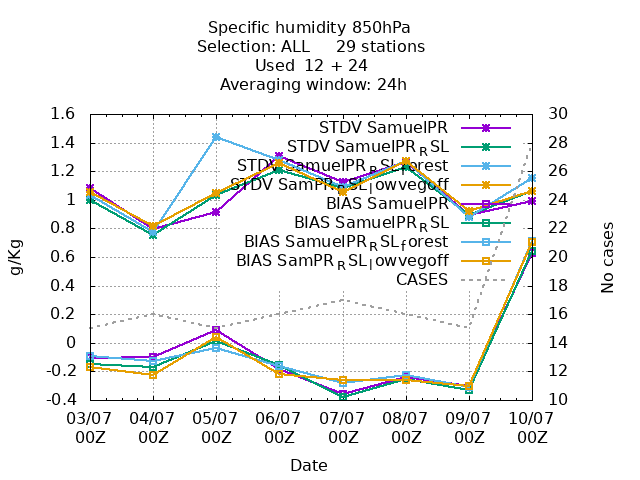 Specific humidity 850hPa
Selection: ALL 29 stations
Used 12 + 24
Averaging window: 24h
1.6
1.4
1.2
1
0.8
0.6
0.4
0.2
0
-0.2
-0.4
g/Kg
STDV SamuelPR
STDV SamuelPR_RSL
STDV SamuelPR_RSL_forest
STDV SamPR_RSL_lowvegoff
BIAS SamuelPR
BIAS SamuelPR_RSL
BIAS SamuelPR_RSL_forest
BIAS SamPR_RSL_lowvegoff
CASES
30
28
26
24
22
20
18
16
14
12
10
No cases
03/07 04/07 05/07 06/07 07/07 08/07 09/07 10/07
00Z 00Z 00Z 00Z 00Z 00Z 00Z 00Z
Date